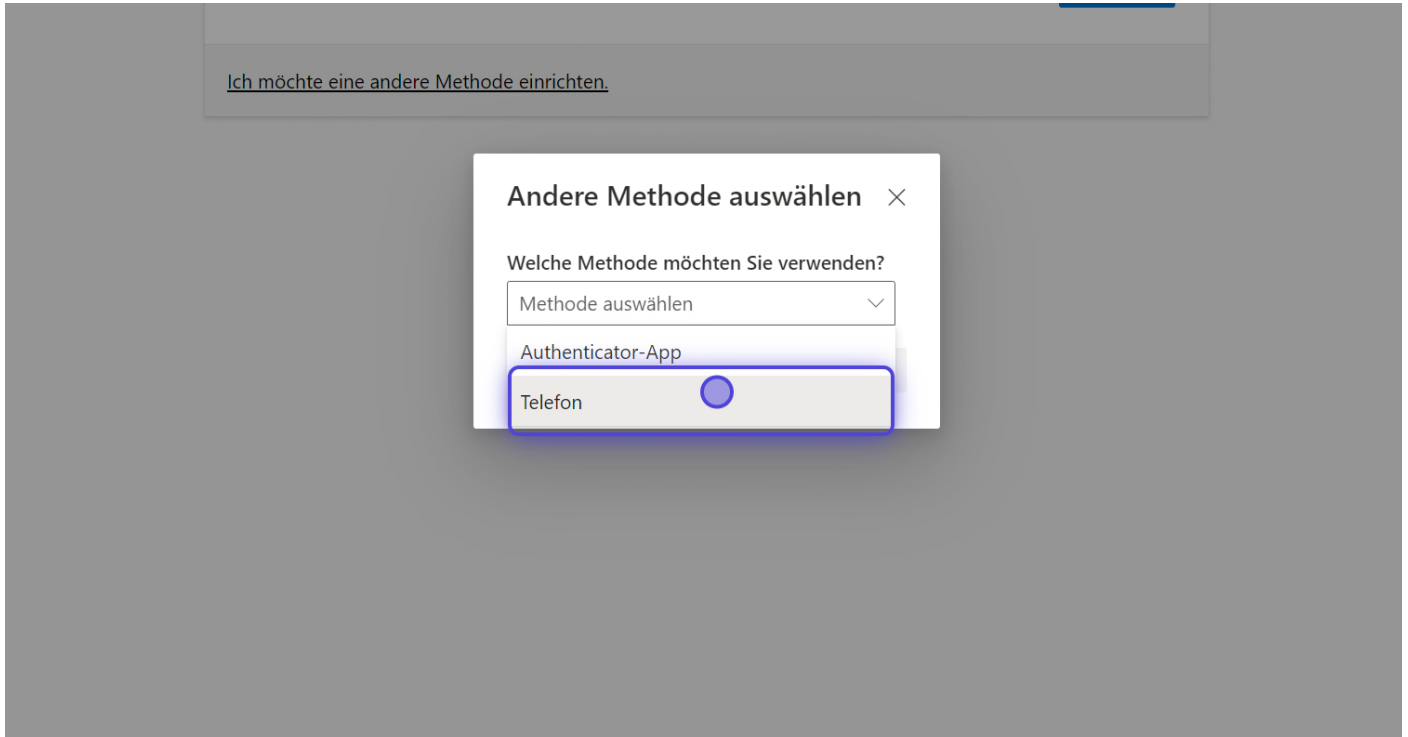 Ich möchte eine andere Methode einrichten.
Andere Methode auswählen
Welche Methode möchten Sie verwenden?
Methode auswählen
Authenticator-App
Telefon